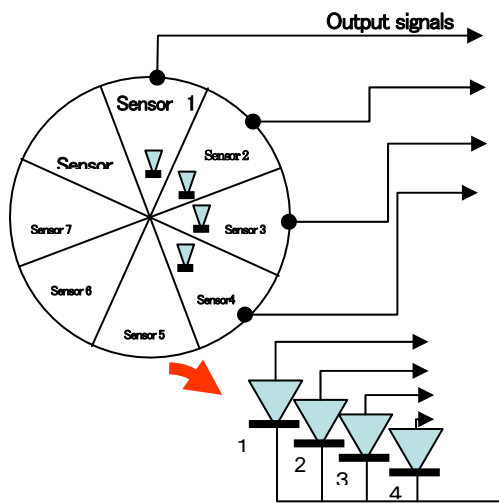 Output signals
Sensor 1
Sensor 2
Sensor
Sensor 3
Sensor 7
Sensor4
Sensor 6
Sensor 5
1
2
3
4